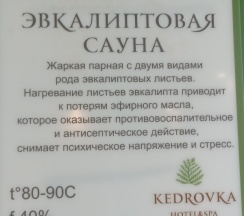 ЭВКАЛИПТОВАЯ
САУНА
Жаркая парная с двумя видами
рода эвкалиптовых листьев.
Нагревание листьев эвкалипта приводит
к потерям эфирного масла,
которое оказывает противовоспалительное
и антисептическое действие,
снимает психическое напряжение и стресс.
t°80-90C
KEDROVKA
HOTEL&SPA
f 40%